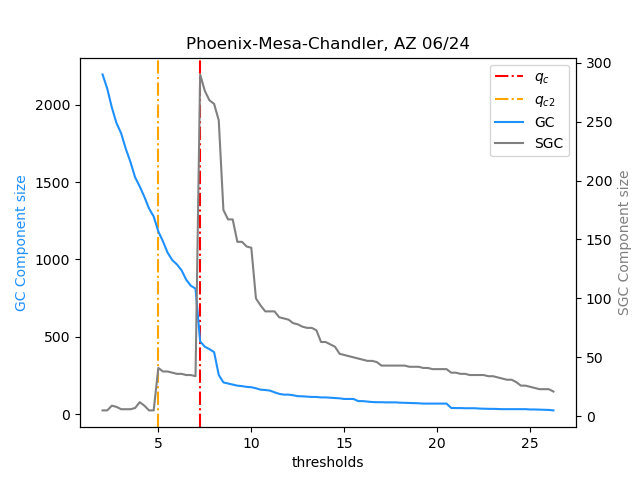 Phoenix-Mesa-Chandler, AZ 06/24
GC Component size
2000
1500
1000
500
0
300
250
200
150
100
50
0
SGC Component size
q_c
q_c2
GC
SGC
5
10
15
20
25
thresholds